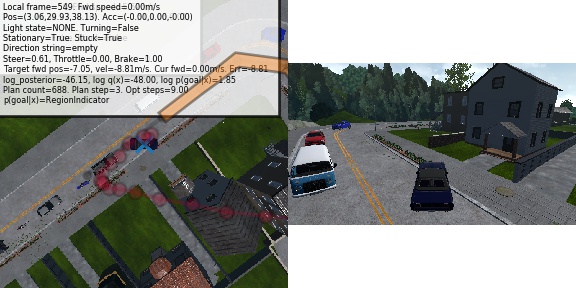 Local frame=549: Fwd speed=0.00m/s
Pos=(3.06,29.93,38.13). Acc=(-0.00,0.00,-0.00)
Light state=NONE. Turning=False
Stationary=True: Stuck=True
Direction string=empty
Steer=0.61, Throttle=0.00, Brake=1.00
Target fwd pos=-7.05, vel=-8.81m/s. Cur fwd=0.00m/s. Err=-8.81
log_posterior=-46.15, log q(x)=-48.00, log p(goal|x)=1.85
Plan count=688. Plan step=3. Opt steps=9.00
p(goal|x)=RegionIndicator